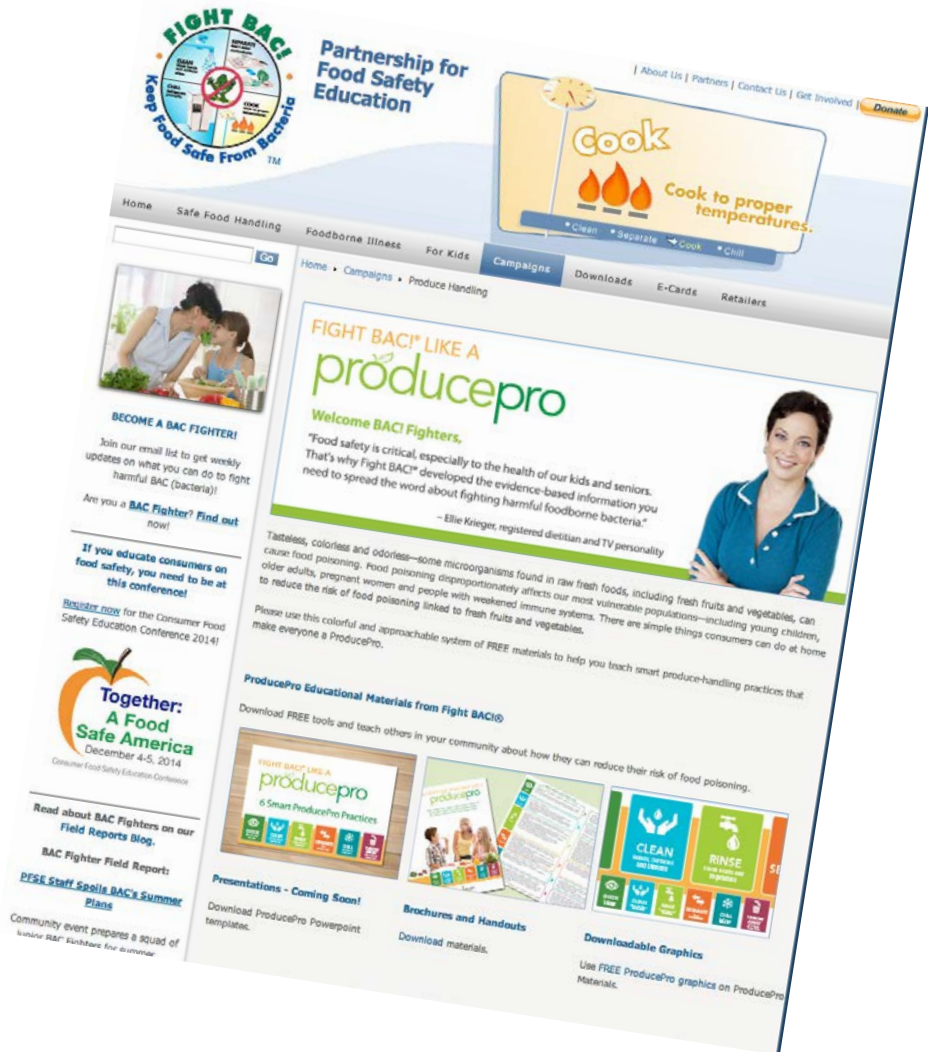 FIGHT BAC!
CLEAN
SEPARATE
CHILL
COOK
Keep Food Safe From Bacteria
TM
Partnership for
Food Safety
Education
| About Us | Partners | Contact Us | Get Involved |
Donate
Cook
Cook to proper
temperatures.
•Clean •Separate Cook •Chill
Home Safe Food Handling Foodborne Illness For Kids Campaigns Downloads E-Cards Retailers
Go
Home • Campaigns • Produce Handling
BECOME A BAC FIGHTER!
Join our email list to get weekly
updates on what you can do to fight
harmful BAC (bacteria)!
Are you a BAC Fighter? Find out
now!
If you educate consumers on
food safety, you need to be at
this conference!
Register now for the Consumer Food
Safety Education Conference 2014!
Together:
A Food
Safe America
December 4-5, 2014
Consumer Food Safety Education Conference
Read about BAC Fighters on our
Field Reports Blog.
BAC Fighter Field Report:
PFSE Staff Spoils BAC's Summer
Plans
Community event prepares a squad of
junior BAC Fighters for summer
FIGHT BAC!® LIKE A
producepro
Welcome BAC! Fighters,
"Food safety is critical, especially to the health of our kids and seniors.
That's why Fight BAC!® developed the evidence-based information you
need to spread the word about fighting harmful foodborne bacteria."
– Ellie Krieger, registered dietitian and TV personality
Tasteless, colorless and odorless—some microorganisms found in raw fresh foods, including fresh fruits and vegetables, can
cause food poisoning. Food poisoning disproportionately affects our most vulnerable populations—including young children,
older adults, pregnant women and people with weakened immune systems. There are simple things consumers can do at home
to reduce the risk of food poisoning linked to fresh fruits and vegetables.
Please use this colorful and approachable system of FREE materials to help you teach smart produce-handling practices that
make everyone a ProducePro.
ProducePro Educational Materials from Fight BAC!®
Download FREE tools and teach others in your community about how they can reduce their risk of food poisoning.
FIGHT BAC!® LIKE A
producepro
6 Smart ProducePro Practices
Presentations - Coming Soon!
Download ProducePro Powerpoint
templates.
producepro
Brochures and Handouts
Download materials.
CLEAN
RINSE
SE
Downloadable Graphics
Use FREE ProducePro graphics on ProducePro
Materials.